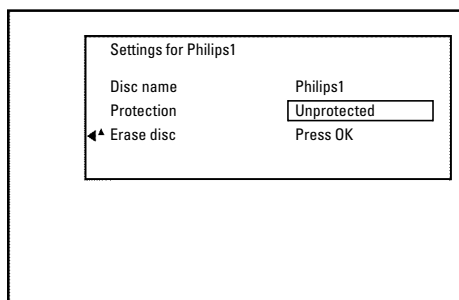 Settings for Philips1
Disc name Philips1
Protection Unprotected
Erase disc Press OK